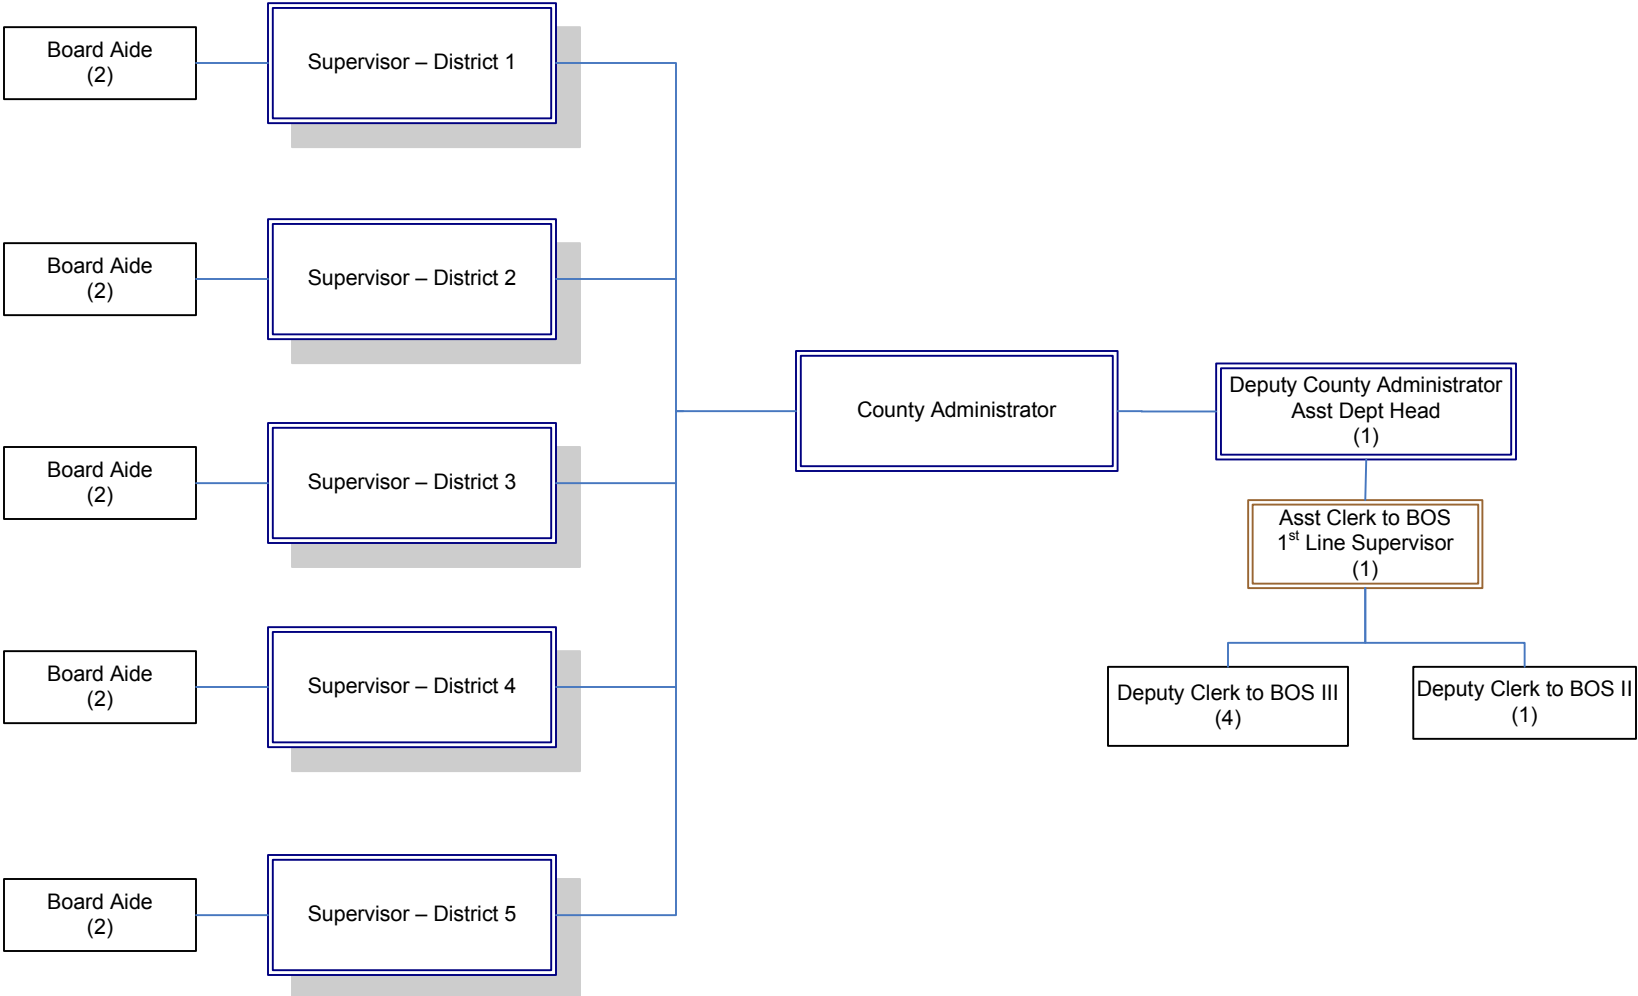 Board Aide
(2)
Supervisor – District 1
Board Aide
(2)
Supervisor – District 2
Board Aide
(2)
Supervisor – District 3
Board Aide
(2)
Supervisor – District 4
Board Aide
(2)
Supervisor – District 5
County Administrator
Deputy County Administrator
Asst Dept Head
(1)
Asst Clerk to BOS
1st Line Supervisor
(1)
Deputy Clerk to BOS III
(4)
Deputy Clerk to BOS II
(1)